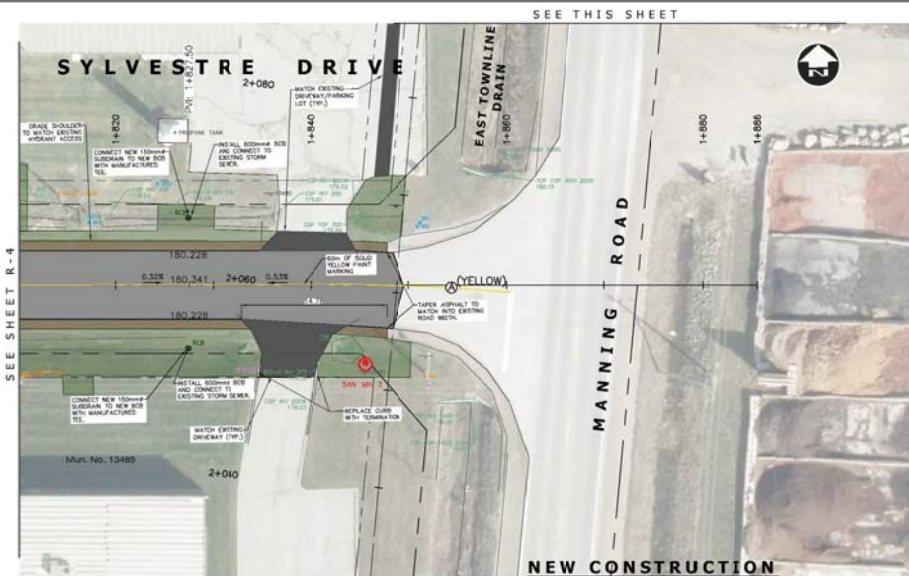 SEE THIS SHEET
SYLVESTRE DRIVE
2+080
PVI: 1+827.50
MATCH EXISTING
DRIVEWAY/PARKING
LOT (TYP.)
EAST TOWNLINE
DRAIN
N
1+820
1+840
1+860
1+880
1+886
GRADE SHOULDER
TO MATCH EXISTING
HYDRANT ACCESS
PROPANE TANK
CONNECT NEW 150mmø
SUBDRAIN TO NEW BCB
WITH MANUFACTURED
TEE.
INSTALL 600mmø BCB
AND CONNECT TO
EXISTING STORM
SEWER.
BCB
180.228
60m OF SOLID
YELLOW PAINT
MARKING
0.32%
180.341
2+060
0.53%
A
(YELLOW)
180.228
TAPER ASPHALT TO
MATCH INTO EXISTING
ROAD WIDTH.
SEE SHEET R-4
MANNING ROAD
BCB
SAN MH 3
INSTALL 600mmø BCB
AND CONNECT TI
EXISTING STORM SEWER.
CONNECT NEW 150mmø
SUBDRAIN TO NEW BCB
WITH MANUFACTURED
TEE.
REPLACE CURB
WITH TERMINATION
MATCH EXISTING
DRIVEWAY (TYP.)
Mun. No. 13485
2+040
NEW CONSTRUCTION